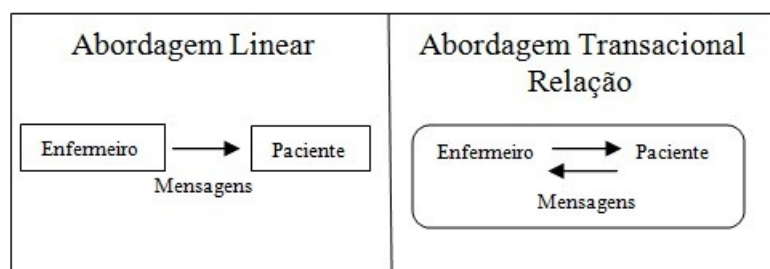 Abordagem Linear
Enfermeiro
Paciente
Mensagens
Abordagem Transacional
Relação
Enfermeiro
Paciente
Mensagens